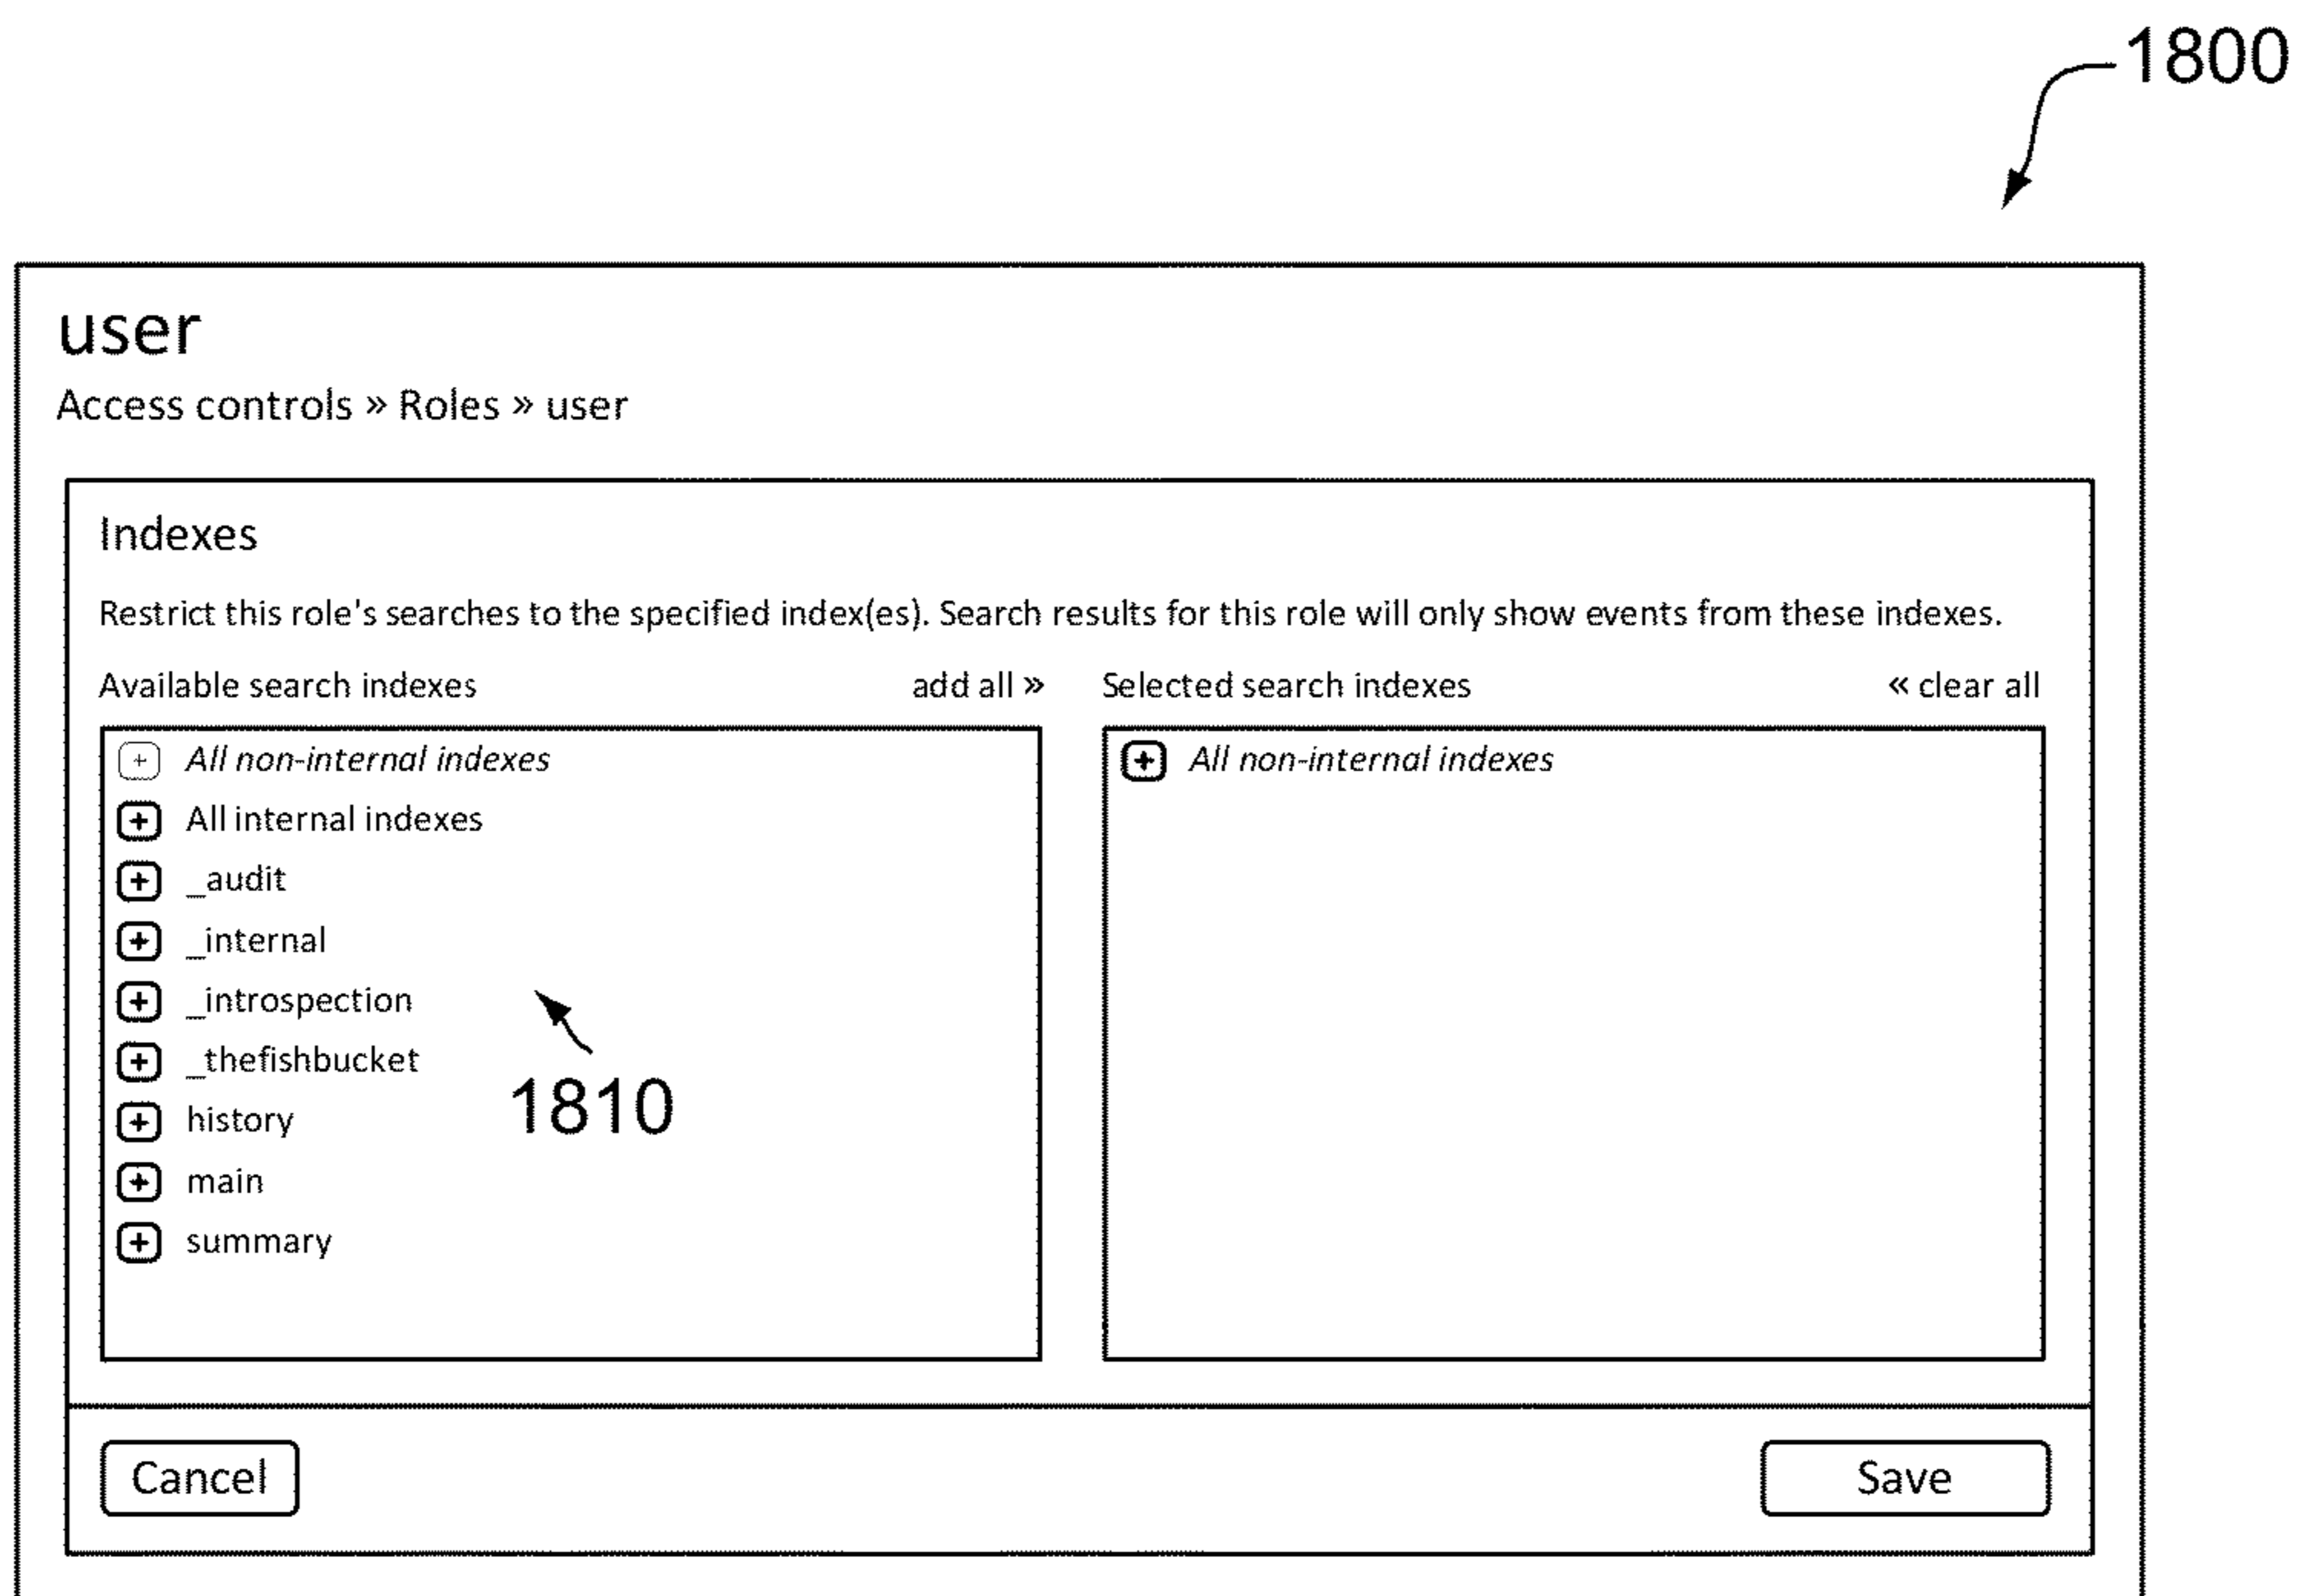 1800
user
Access controls » Roles » user
Indexes
Restrict this role's searches to the specified index(es). Search results for this role will only show events from these indexes.
Available search indexes add all »
All non-internal indexes
All internal indexes
_audit
_internal
_introspection
_thefishbucket
history
main
summary
1810
Selected search indexes « clear all
All non-internal indexes
Cancel
Save